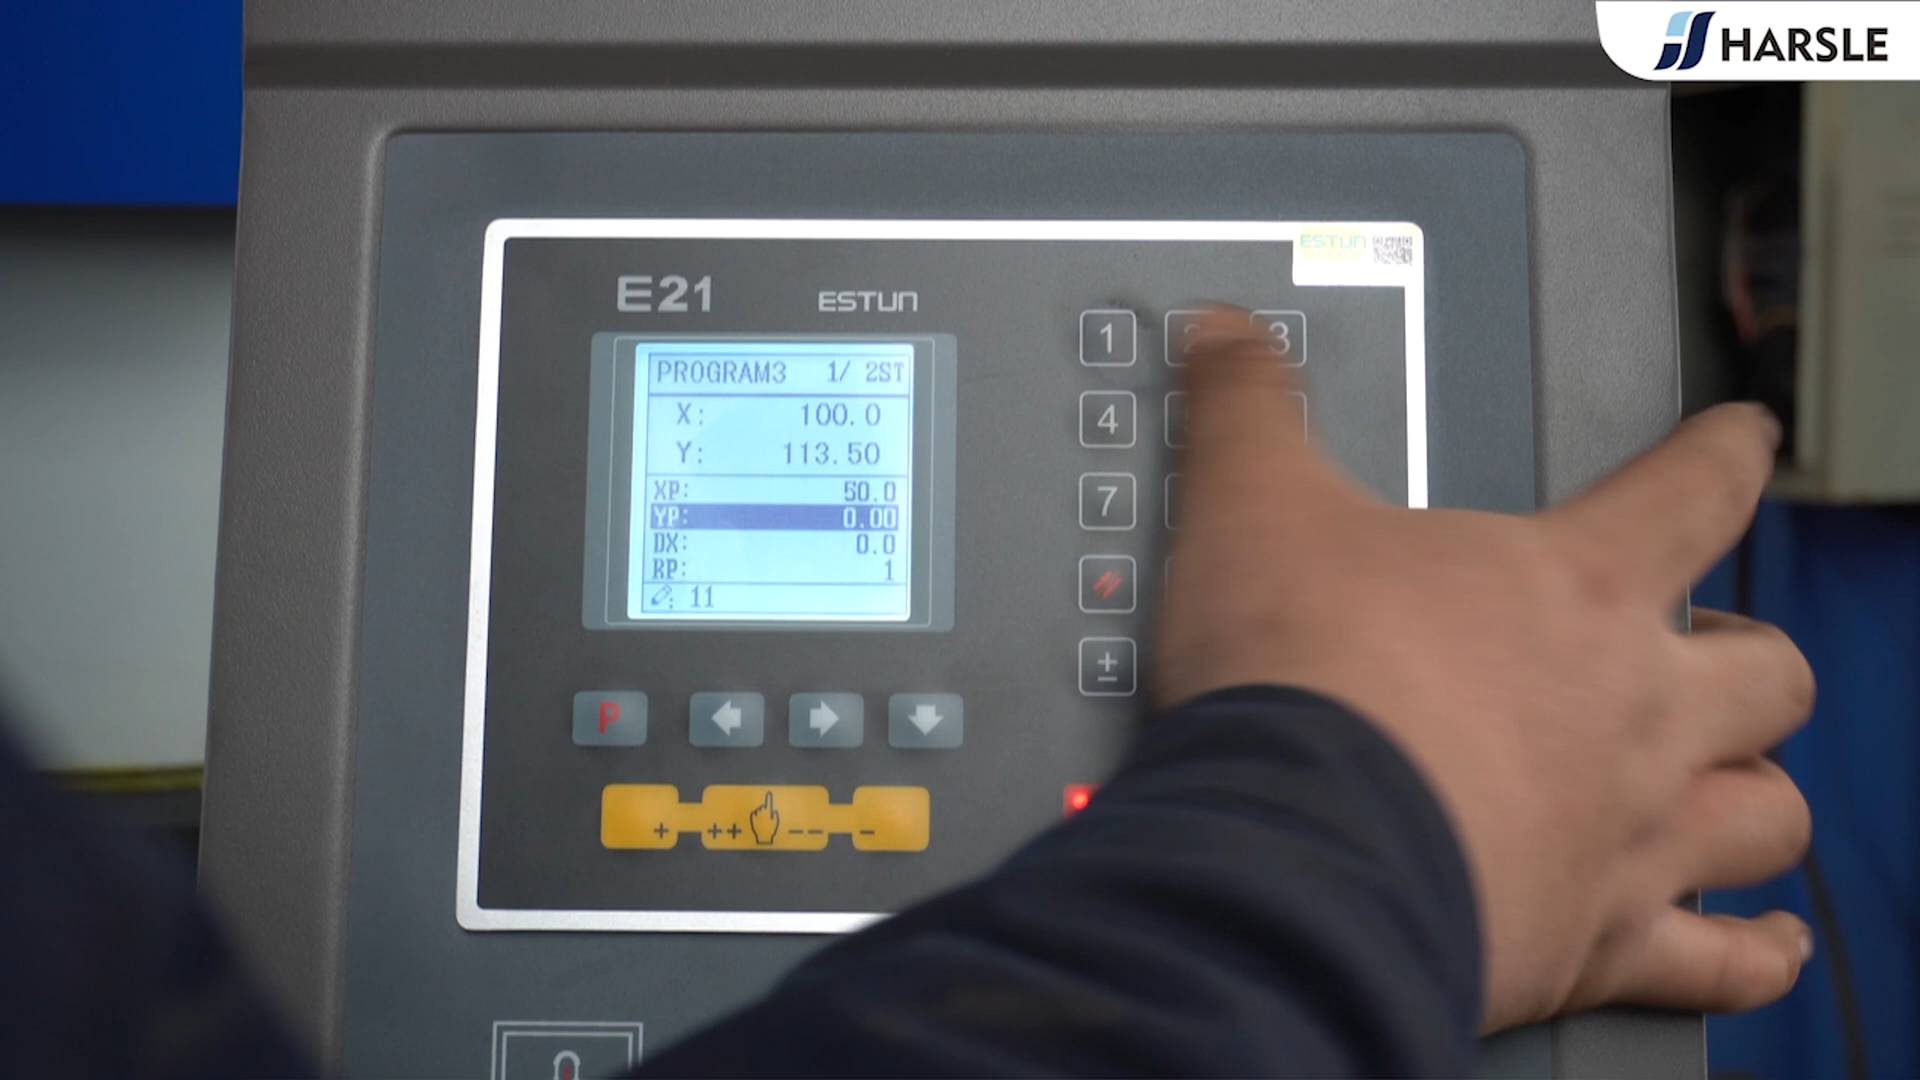 HARSLE
ESTUN
E21 ESTUN
PROGRAM3 1/ 2ST
X: 100.0
Y: 113.50
XP: 50.0
YP: 0.00
DX: 0.0
RP: 1
: 11
1 2 3
4
7
±
P
+ ++ -- -